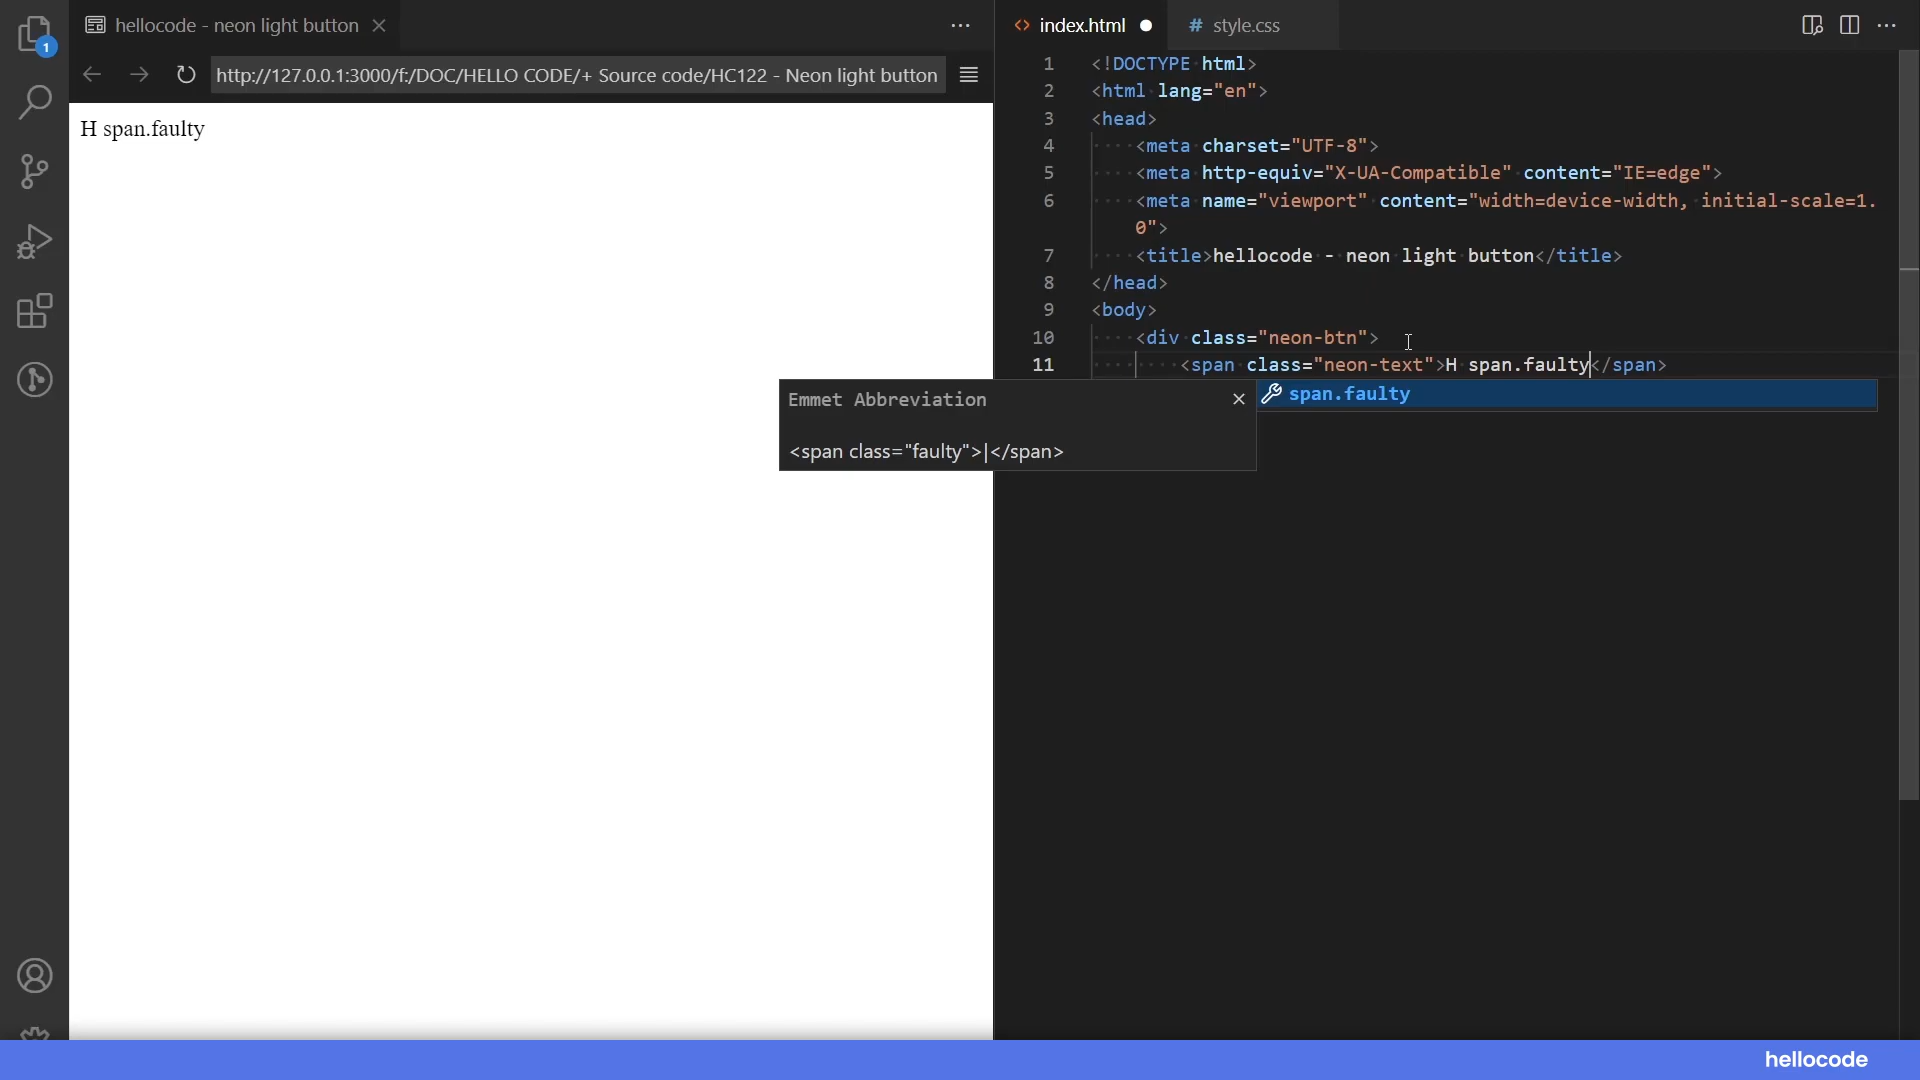 1
hellocode - neon light button
http://127.0.0.1:3000/f:/DOC/HELLO CODE/+ Source code/HC122 - Neon light button
H span.faulty
index.html
# style.css
1 <!DOCTYPE html>
2 <html lang="en">
3 <head>
4 <meta charset="UTF-8">
5 <meta http-equiv="X-UA-Compatible" content="IE=edge">
6 <meta name="viewport" content="width=device-width, initial-scale=1.
0">
7 <title>hellocode - neon light button</title>
8 </head>
9 <body>
10 <div class="neon-btn">
11 <span class="neon-text">H span.faulty</span>
Emmet Abbreviation
<span class="faulty">|</span>
span.faulty
hellocode